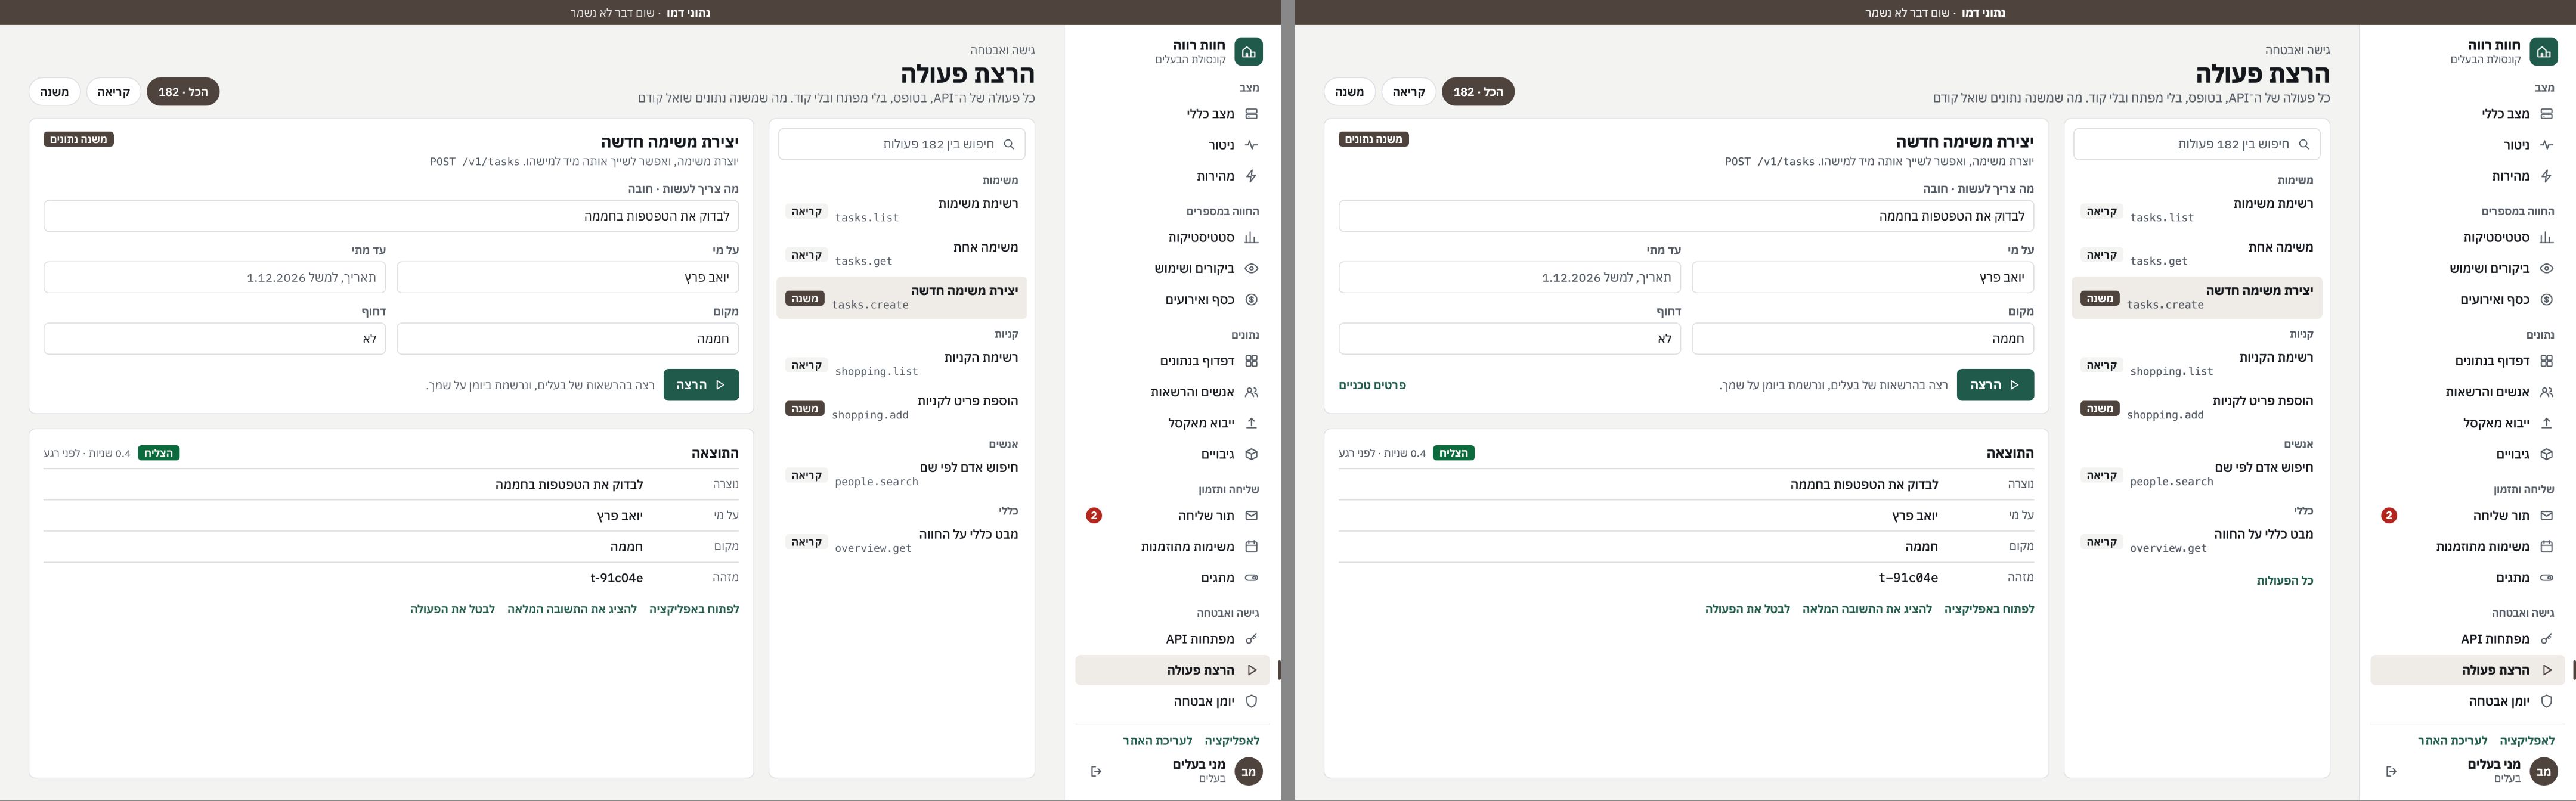 נתוני דמו · שום דבר לא נשמר
חוות רווה
קונסולת הבעלים
מצב
מצב כללי
ניטור
מהירות
החווה במספרים
סטטיסטיקות
ביקורים ושימוש
כסף ואירועים
נתונים
דפדוף בנתונים
אנשים והרשאות
ייבוא מאקסל
גיבויים
שליחה ותזמון
תור שליחה 2
משימות מתוזמנות
מתגים
גישה ואבטחה
מפתחות API
הרצת פעולה
יומן אבטחה
לאפליקציה לעריכת האתר
מב
מני בעלים
בעלים
גישה ואבטחה
הרצת פעולה
כל פעולה של ה־API, בטופס, בלי מפתח ובלי קוד. מה שמשנה נתונים שואל קודם
הכל · 182 קריאה משנה
חיפוש בין 182 פעולות
משימות
רשימת משימות
tasks.list
קריאה
משימה אחת
tasks.get
קריאה
יצירת משימה חדשה
tasks.create
משנה
קניות
רשימת הקניות
shopping.list
קריאה
הוספת פריט לקניות
shopping.add
משנה
אנשים
חיפוש אדם לפי שם
people.search
קריאה
כללי
מבט כללי על החווה
overview.get
קריאה
יצירת משימה חדשה
משנה נתונים
יוצרת משימה, ואפשר לשייך אותה מיד למישהו. POST /v1/tasks
מה צריך לעשות · חובה
לבדוק את הטפטפות בחממה
על מי
יואב פרץ
עד מתי
תאריך, למשל 1.12.2026
מקום
חממה
דחוף
לא
הרצה
רצה בהרשאות של בעלים, ונרשמת ביומן על שמך.
התוצאה
הצליח
0.4 שניות · לפני רגע
נוצרה לבדוק את הטפטפות בחממה
על מי יואב פרץ
מקום חממה
מזהה t-91c04e
לפתוח באפליקציה להציג את התשובה המלאה לבטל את הפעולה
נתוני דמו · שום דבר לא נשמר
חוות רווה
קונסולת הבעלים
מצב
מצב כללי
ניטור
מהירות
החווה במספרים
סטטיסטיקות
ביקורים ושימוש
כסף ואירועים
נתונים
דפדוף בנתונים
אנשים והרשאות
ייבוא מאקסל
גיבויים
שליחה ותזמון
תור שליחה 2
משימות מתוזמנות
מתגים
גישה ואבטחה
מפתחות API
הרצת פעולה
יומן אבטחה
לאפליקציה לעריכת האתר
מב
מני בעלים
בעלים
גישה ואבטחה
הרצת פעולה
כל פעולה של ה־API, בטופס, בלי מפתח ובלי קוד. מה שמשנה נתונים שואל קודם
הכל · 182 קריאה משנה
חיפוש בין 182 פעולות
משימות
רשימת משימות
tasks.list
קריאה
משימה אחת
tasks.get
קריאה
יצירת משימה חדשה
tasks.create
משנה
קניות
רשימת הקניות
shopping.list
קריאה
הוספת פריט לקניות
shopping.add
משנה
אנשים
חיפוש אדם לפי שם
people.search
קריאה
כללי
מבט כללי על החווה
overview.get
קריאה
כל הפעולות
יצירת משימה חדשה
משנה נתונים
יוצרת משימה, ואפשר לשייך אותה מיד למישהו. POST /v1/tasks
מה צריך לעשות · חובה
לבדוק את הטפטפות בחממה
על מי
יואב פרץ
עד מתי
תאריך, למשל 1.12.2026
מקום
חממה
דחוף
לא
הרצה
רצה בהרשאות של בעלים, ונרשמת ביומן על שמך.
פרטים טכניים
התוצאה
הצליח
0.4 שניות · לפני רגע
נוצרה לבדוק את הטפטפות בחממה
על מי יואב פרץ
מקום חממה
מזהה t-91c04e
לפתוח באפליקציה להציג את התשובה המלאה לבטל את הפעולה